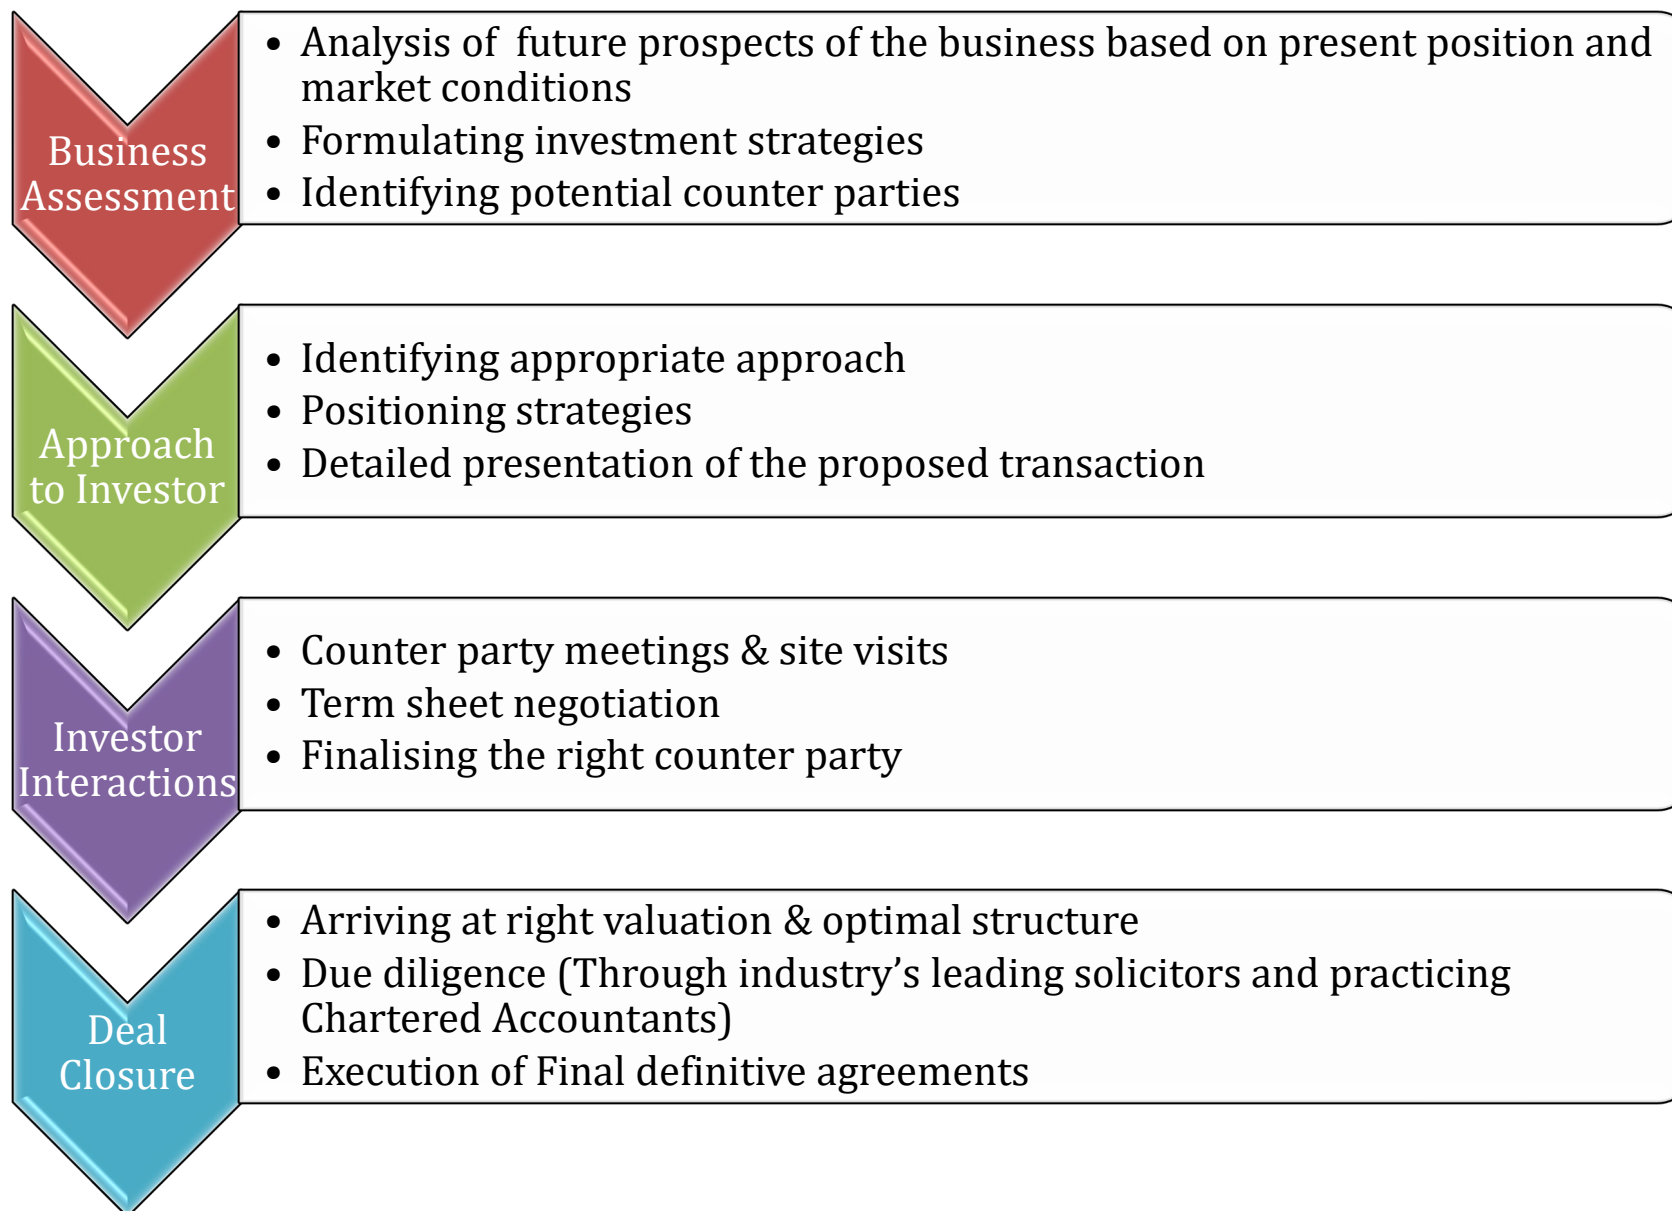 Business
Assessment
• Analysis of  future prospects of the business based on present position and
market conditions
• Formulating investment strategies
• Identifying potential counter parties
Approach
to Investor
• Identifying appropriate approach
• Positioning strategies
• Detailed presentation of the proposed transaction
Investor
Interactions
• Counter party meetings & site visits
• Term sheet negotiation
• Finalising the right counter party
Deal
Closure
• Arriving at right valuation & optimal structure
• Due diligence (Through industry’s leading solicitors and practicing
Chartered Accountants)
• Execution of Final definitive agreements